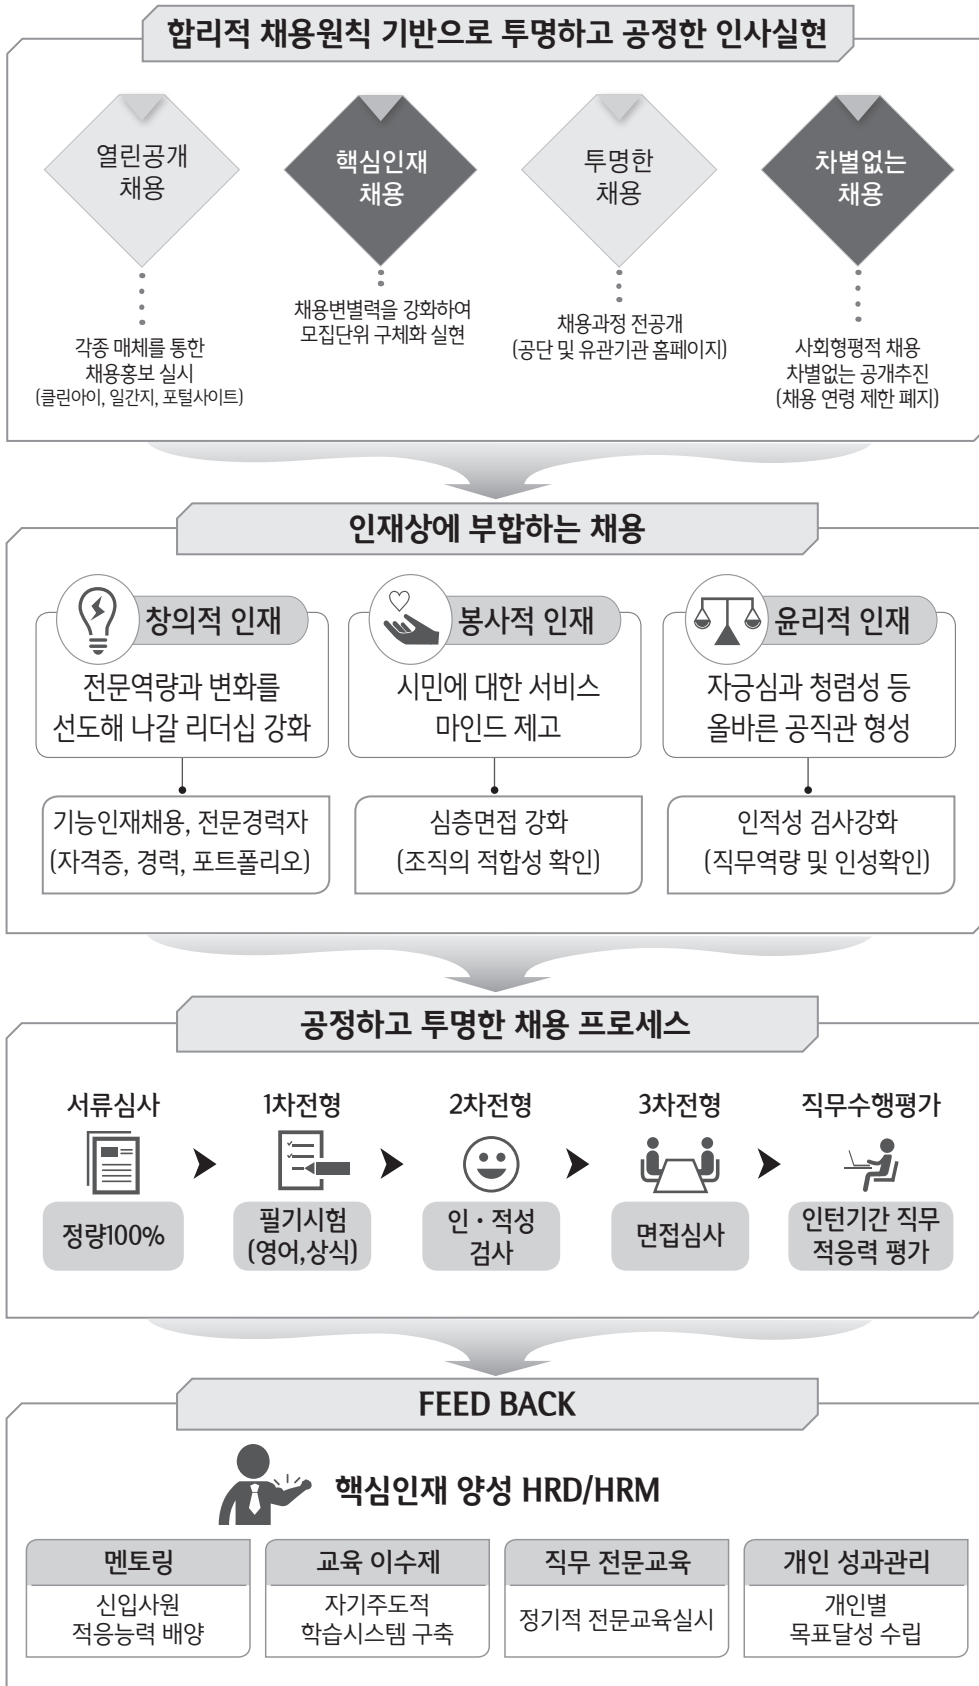 합리적 채용원칙 기반으로 투명하고 공정한 인사실현
열린공개
채용
각종 매체를 통한
채용홍보 실시
(클린아이, 일간지, 포털사이트)
핵심인재
채용
채용변별력을 강화하여
모집단위 구체화 실현
투명한
채용
채용과정 전공개
(공단 및 유관기관 홈페이지)
차별없는
채용
사회형평적 채용
차별없는 공개추진
(채용 연령 제한 폐지)
인재상에 부합하는 채용
창의적 인재
전문역량과 변화를
선도해 나갈 리더십 강화
기능인재채용, 전문경력자
(자격증, 경력, 포트폴리오)
봉사적 인재
시민에 대한 서비스
마인드 제고
심층면접 강화
(조직의 적합성 확인)
윤리적 인재
자긍심과 청렴성 등
올바른 공직관 형성
인적성 검사강화
(직무역량 및 인성확인)
공정하고 투명한 채용 프로세스
서류심사
정량100%
1차전형
필기시험
(영어,상식)
2차전형
인·적성
검사
3차전형
면접심사
직무수행평가
인턴기간 직무
적응력 평가
FEED BACK
핵심인재 양성 HRD/HRM
멘토링
신입사원
적응능력 배양
교육 이수제
자기주도적
학습시스템 구축
직무 전문교육
정기적 전문교육실시
개인 성과관리
개인별
목표달성 수립